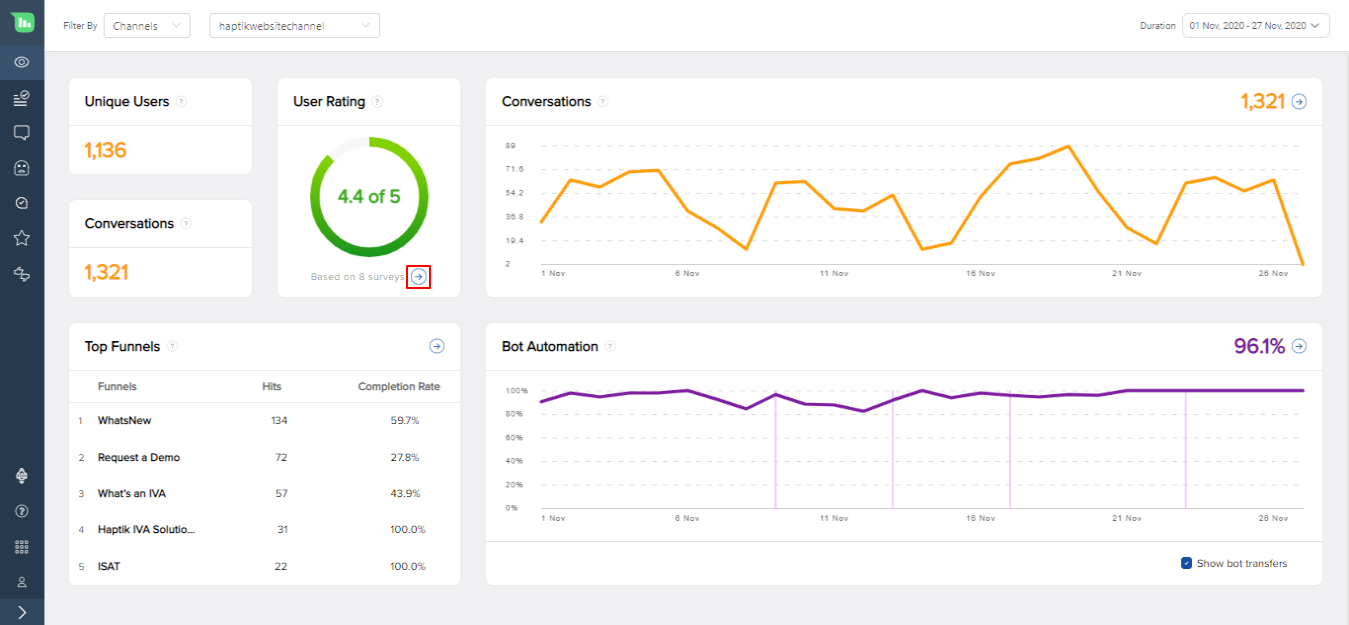 Filter By Channels haptikwebsitechannel Duration 01 Nov, 2020 - 27 Nov, 2020
Unique Users ?
1,136
Conversations ?
1,321
User Rating ?
4.4 of 5
Based on 8 surveys
Conversations ? 1,321
89
71.6
54.2
36.8
19.4
2
1 Nov 6 Nov 11 Nov 16 Nov 21 Nov 26 Nov
Top Funnels ?
Funnels Hits Completion Rate
1 WhatsNew 134 59.7%
2 Request a Demo 72 27.8%
3 What's an IVA 57 43.9%
4 Haptik IVA Solutio... 31 100.0%
5 ISAT 22 100.0%
Bot Automation ? 96.1%
100%
80%
60%
40%
20%
0%
1 Nov 6 Nov 11 Nov 16 Nov 21 Nov 26 Nov
Show bot transfers